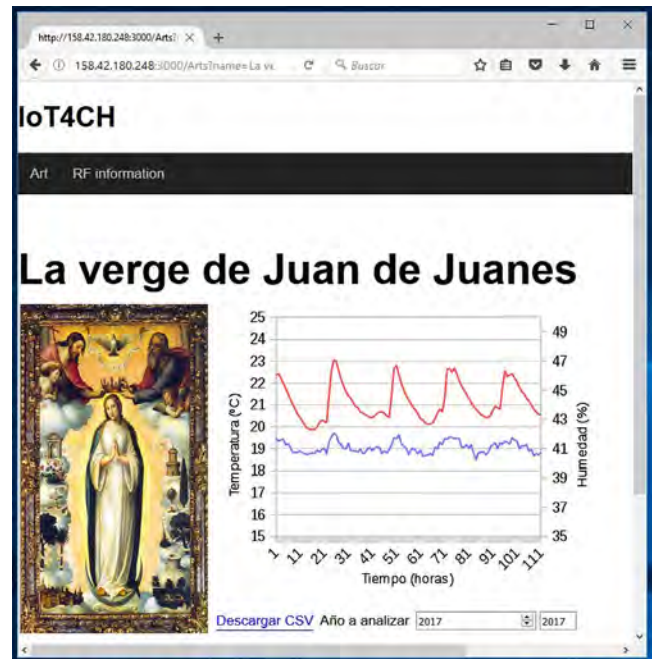 http://158.42.180.248:3000/Arts?
158.42.180.248:3000/Arts?name=La ve
Buscar
IoT4CH
Art RF information
La verge de Juan de Juanes
Temperatura (ºC)
25
24
23
22
21
20
19
18
17
16
15
49
47
45
43
41
39
37
35
Humedad (%)
1 11 21 31 41 51 61 71 81 91 101 111
Tiempo (horas)
Descargar CSV Año a analizar 2017 2017